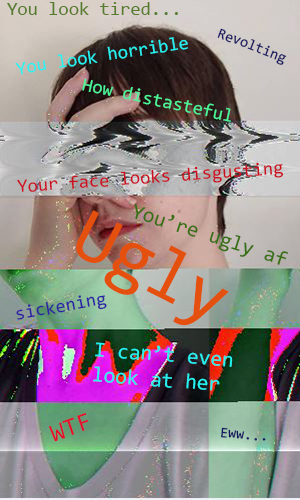 You look tired...
Revolting
You look horrible
How distasteful
Your face looks disgusting
You're ugly af
Ugly
sickening
I can't even
look at her
WTF
Eww...